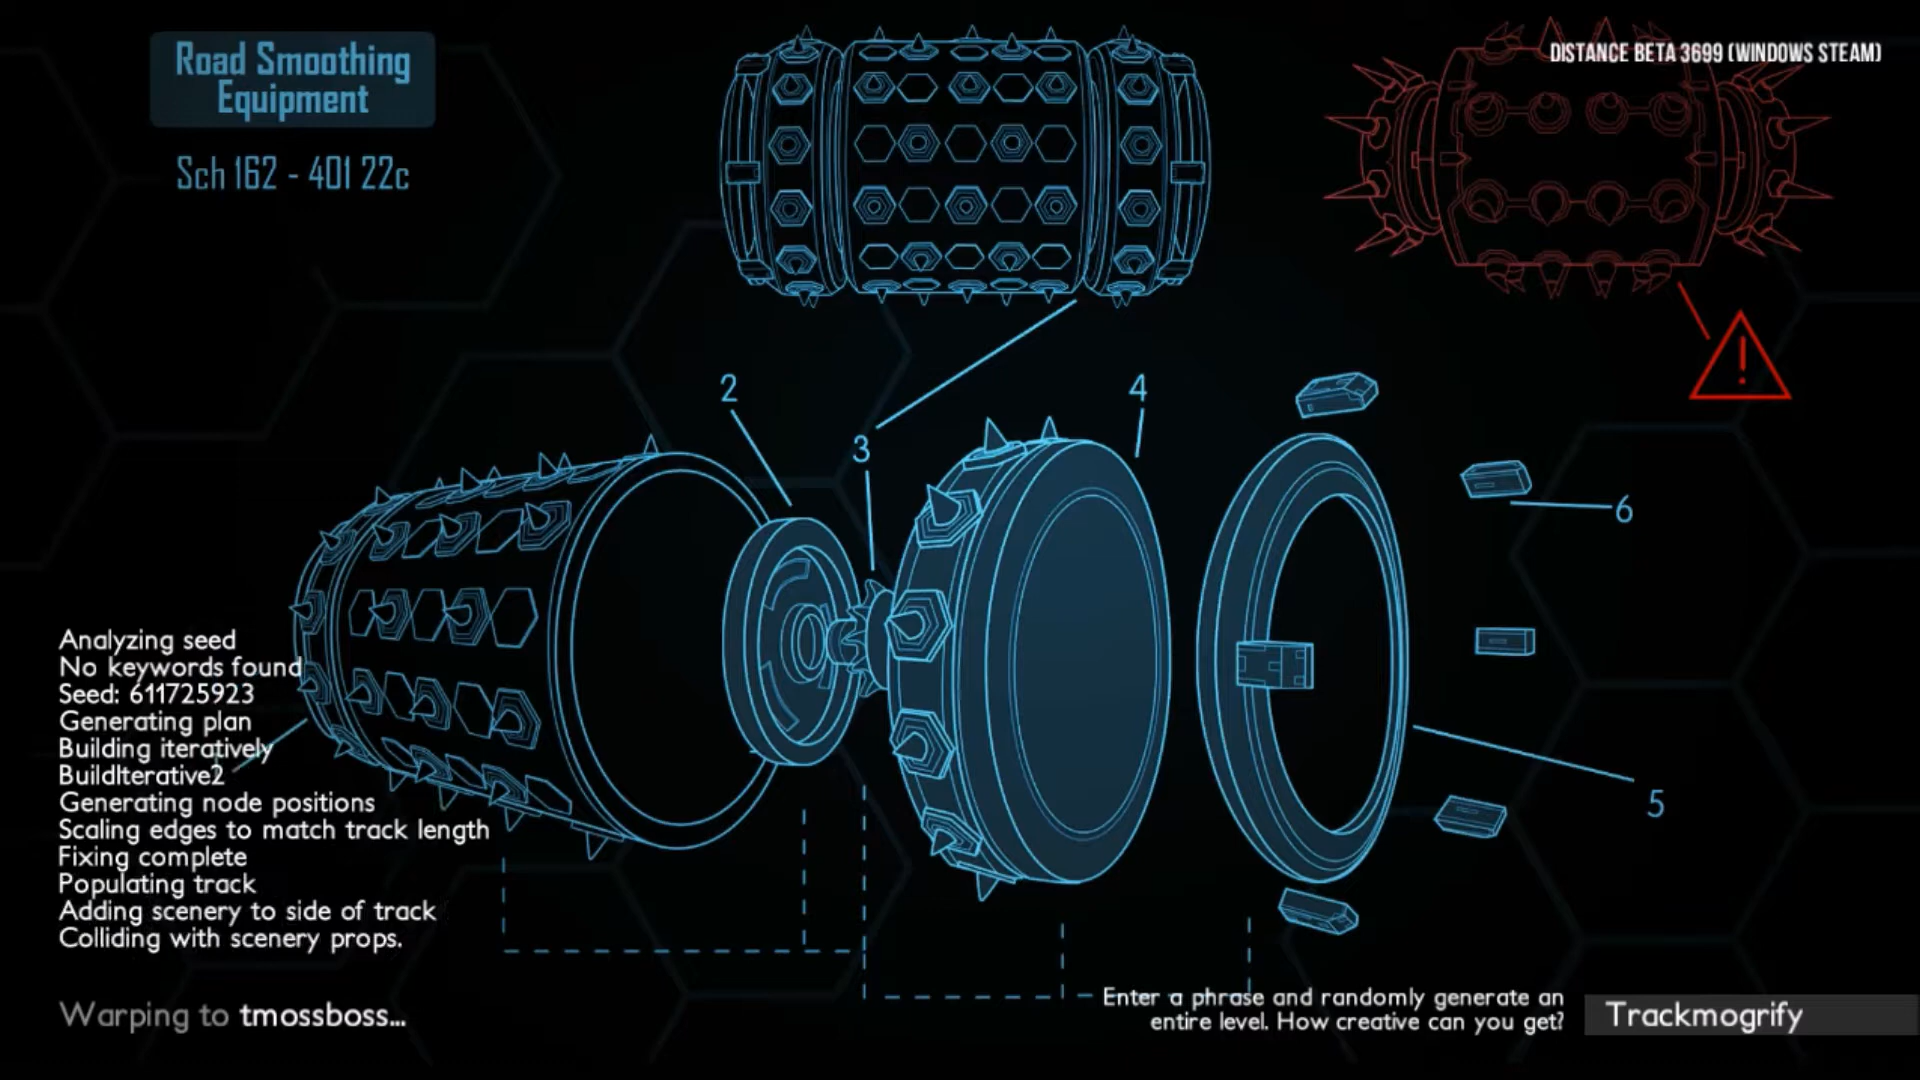 Road Smoothing
Equipment
Sch 162 - 401 22c
DISTANCE BETA 3699 (WINDOWS STEAM)
2
3
4
6
5
Analyzing seed
No keywords found
Seed: 611725923
Generating plan
Building iteratively
BuildIterative2
Generating node positions
Scaling edges to match track length
Fixing complete
Populating track
Adding scenery to side of track
Colliding with scenery props.
Warping to tmossboss...
Enter a phrase and randomly generate an
entire level. How creative can you get?
Trackmogrify